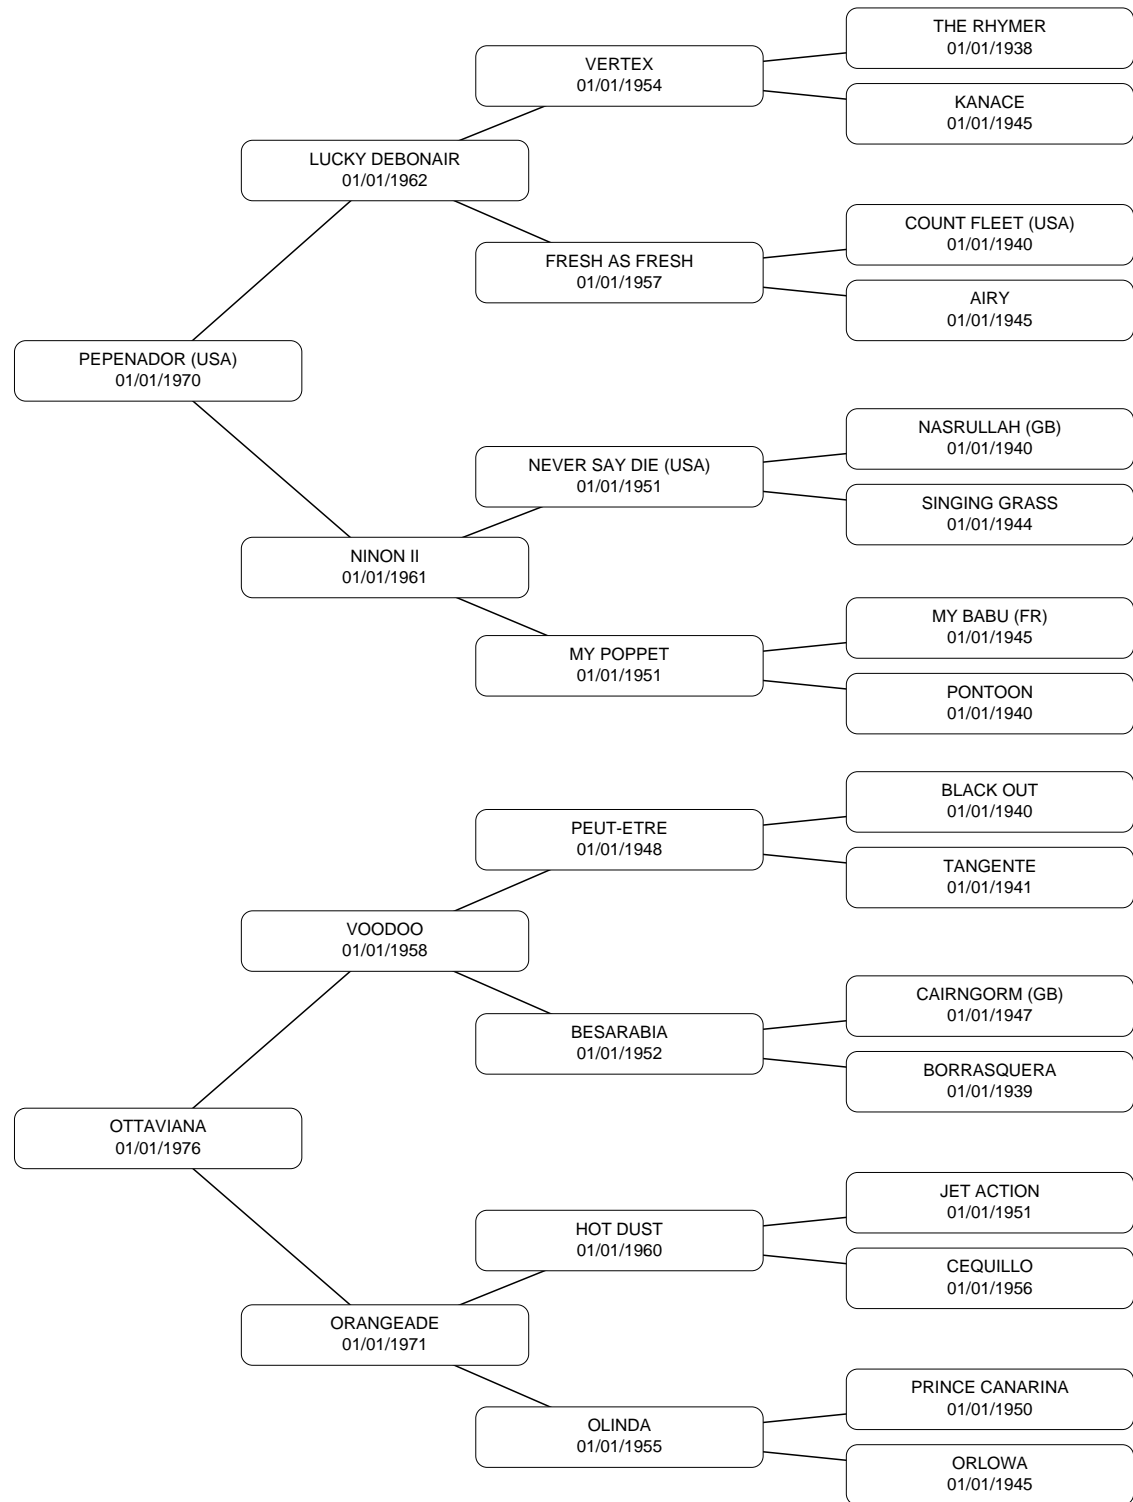 THE RHYMER
01/01/1938
VERTEX
01/01/1954
KANACE
01/01/1945
LUCKY DEBONAIR
01/01/1962
COUNT FLEET (USA)
01/01/1940
FRESH AS FRESH
01/01/1957
AIRY
01/01/1945
PEPENADOR (USA)
01/01/1970
NASRULLAH (GB)
01/01/1940
NEVER SAY DIE (USA)
01/01/1951
SINGING GRASS
01/01/1944
NINON II
01/01/1961
MY BABU (FR)
01/01/1945
MY POPPET
01/01/1951
PONTOON
01/01/1940
BLACK OUT
01/01/1940
PEUT-ETRE
01/01/1948
TANGENTE
01/01/1941
VOODOO
01/01/1958
CAIRNGORM (GB)
01/01/1947
BESARABIA
01/01/1952
BORRASQUERA
01/01/1939
OTTAVIANA
01/01/1976
JET ACTION
01/01/1951
HOT DUST
01/01/1960
CEQUILLO
01/01/1956
ORANGEADE
01/01/1971
PRINCE CANARINA
01/01/1950
OLINDA
01/01/1955
ORLOWA
01/01/1945